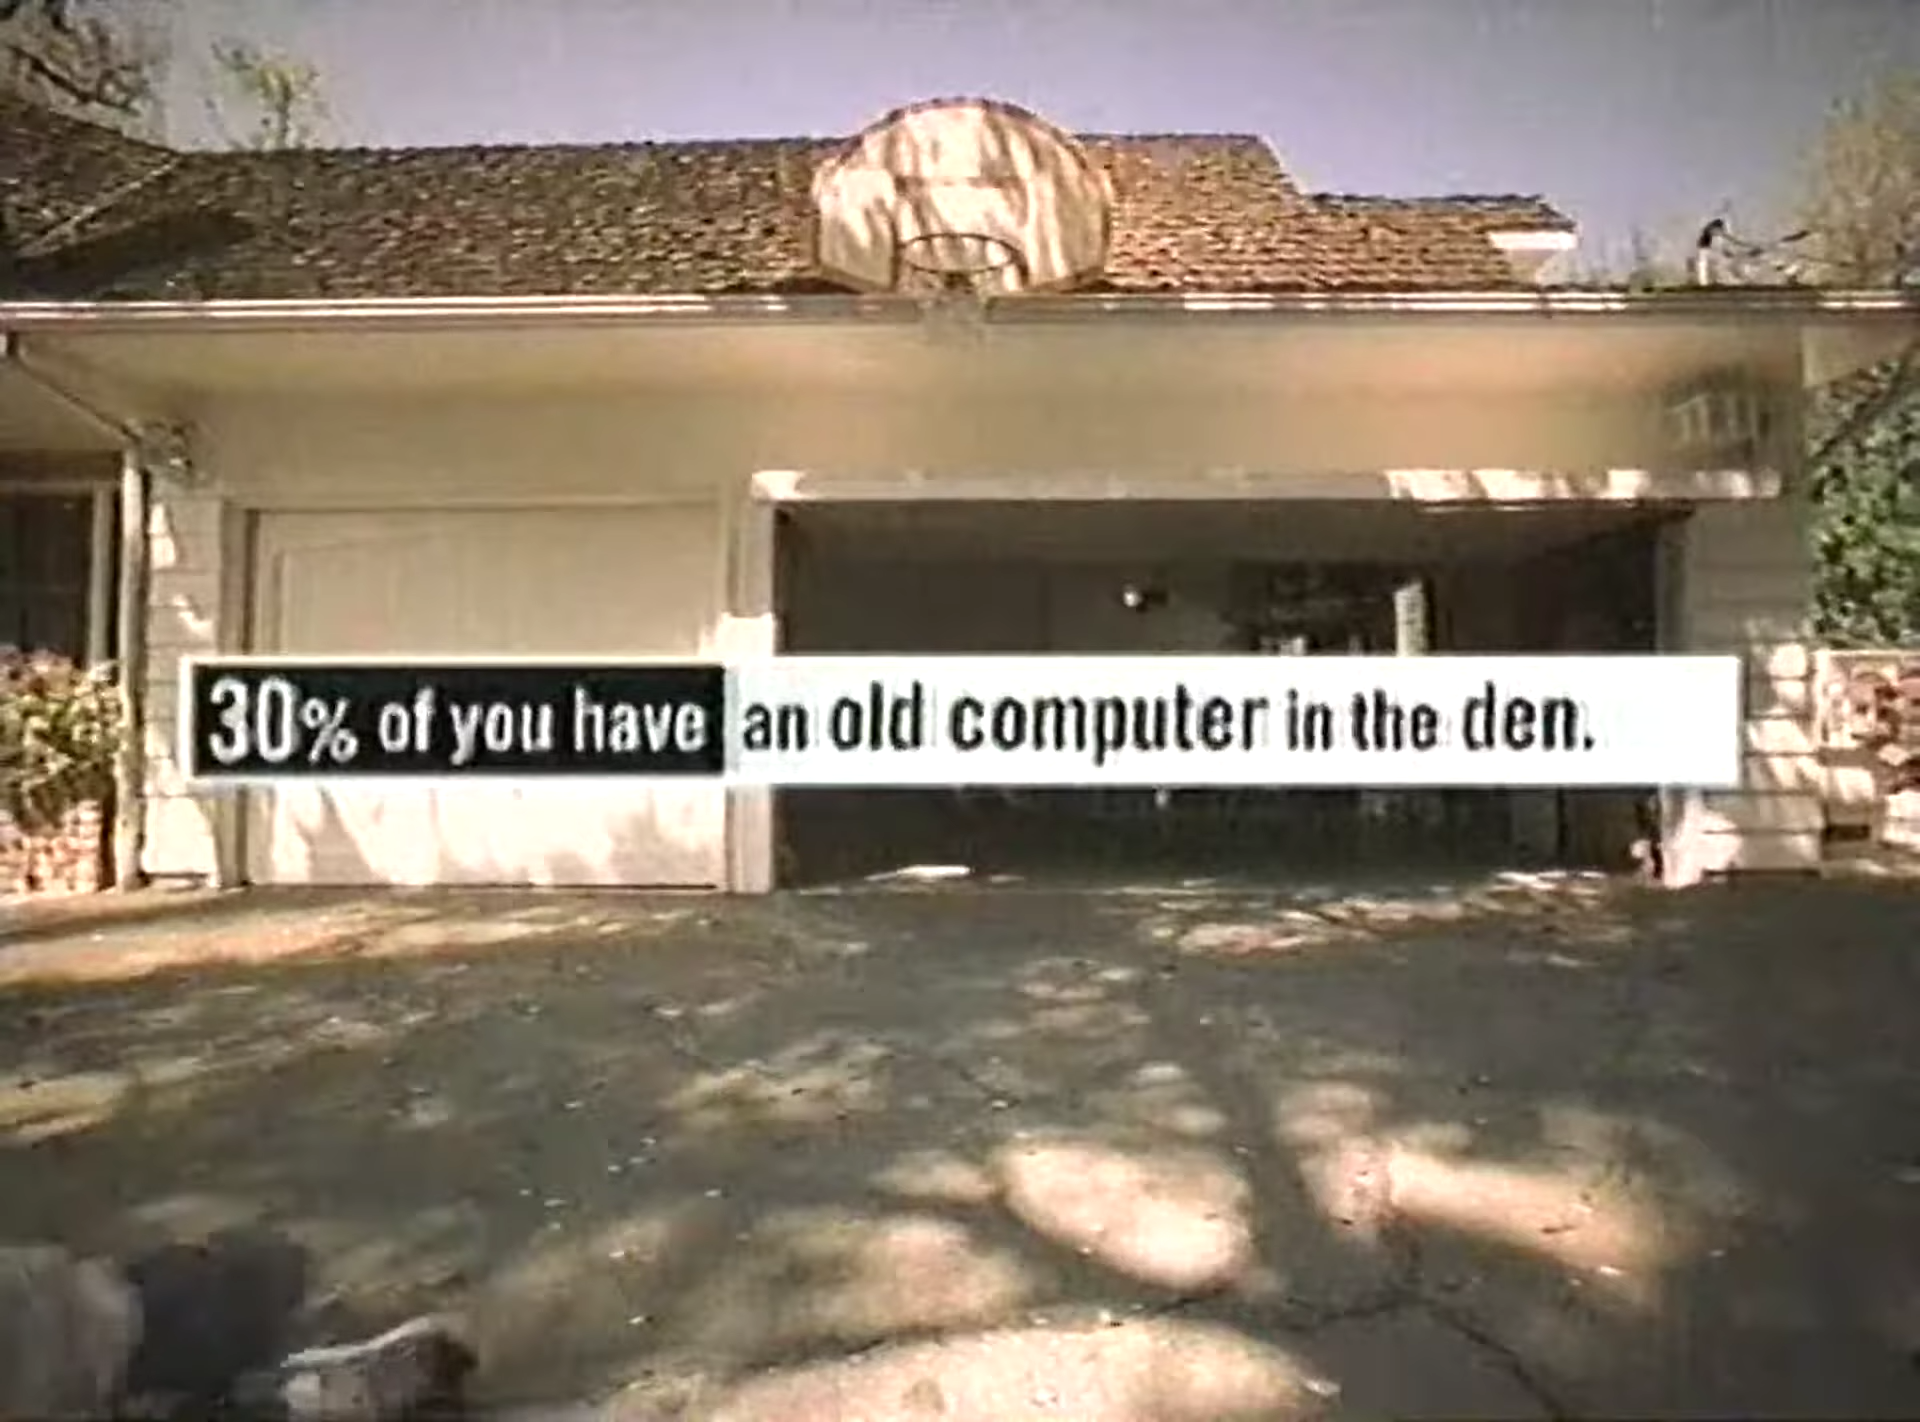 30% of you have an old computer in the den.